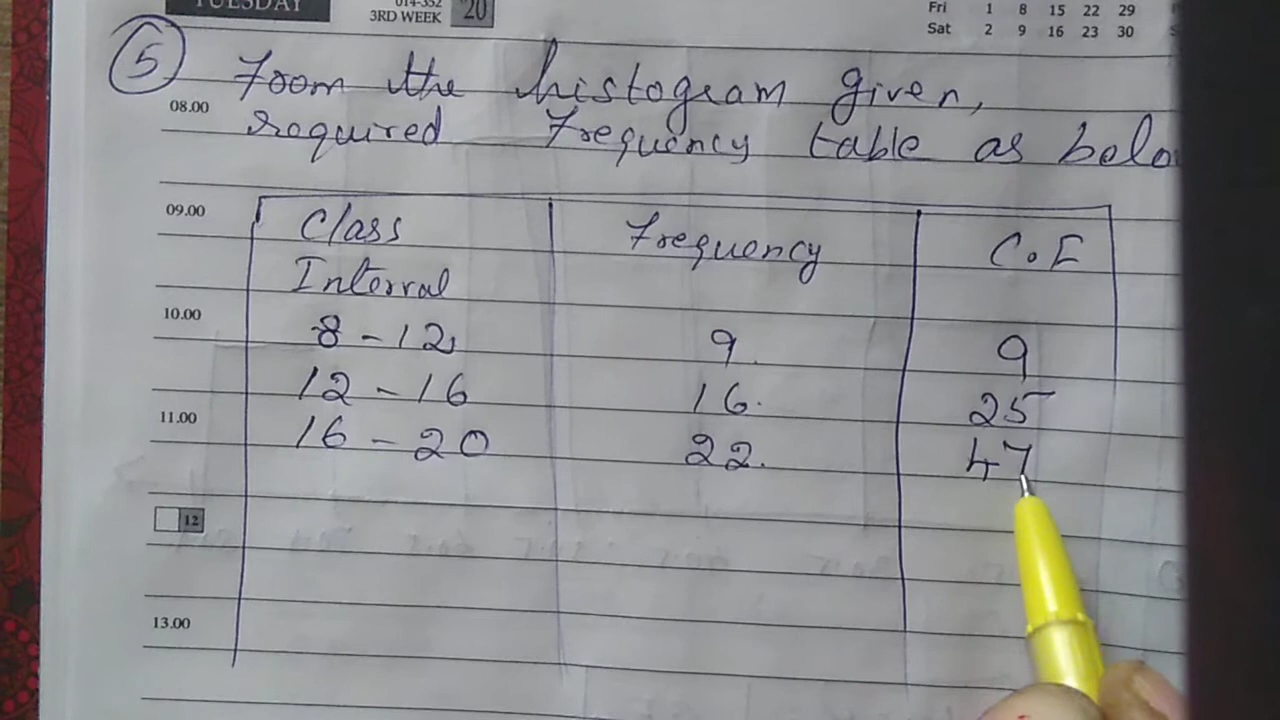 TUESDAY
014-352
3RD WEEK
'20
Fri 1 8 15 22 29
Sat 2 9 16 23 30
5 From the histogram given,
08.00
required Frequency table as belo
09.00
Class Frequency C.F
Interval
10.00
8 - 12 9. 9
12 - 16 16. 25
11.00
16 - 20 22. 47
12
13.00